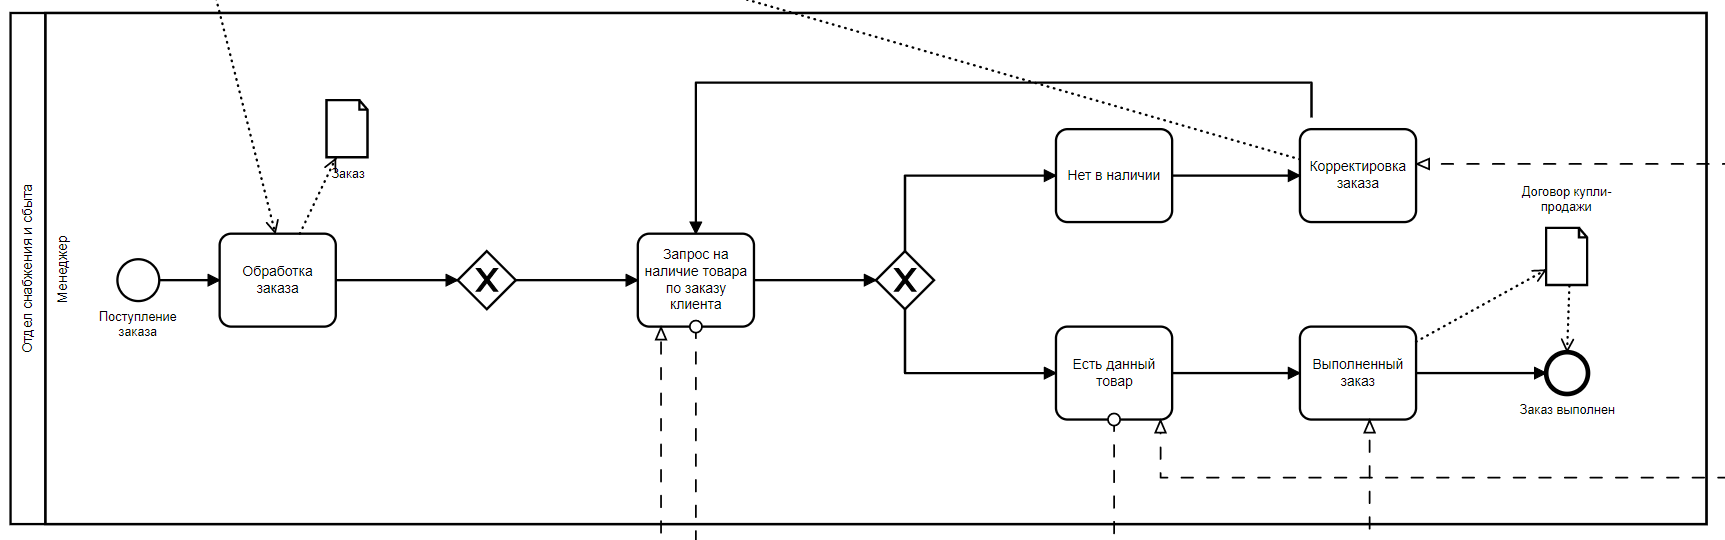 Отдел снабжения и сбыта
Менеджер
Поступление
заказа
Обработка
заказа
Заказ
X
Запрос на
наличие товара
по заказу
клиента
X
Нет в наличии
Корректировка
заказа
Есть данный
товар
Выполненный
заказ
Договор купли-
продажи
Заказ выполнен